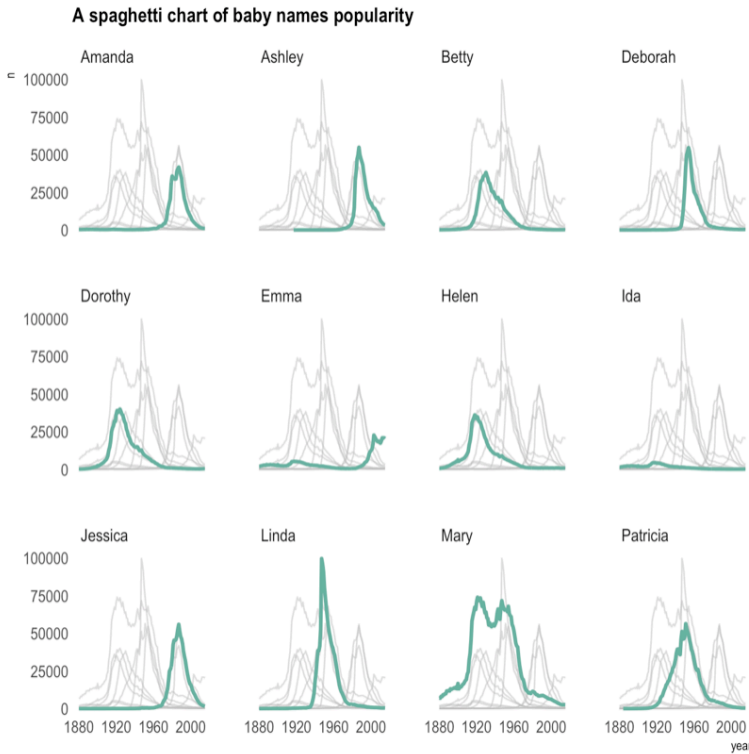 A spaghetti chart of baby names popularity
Amanda Ashley Betty Deborah
n
100000
75000
50000
25000
0
Dorothy Emma Helen Ida
100000
75000
50000
25000
0
Jessica Linda Mary Patricia
100000
75000
50000
25000
0
1880 1920 1960 2000 1880 1920 1960 2000 1880 1920 1960 2000 1880 1920 1960 2000
yea